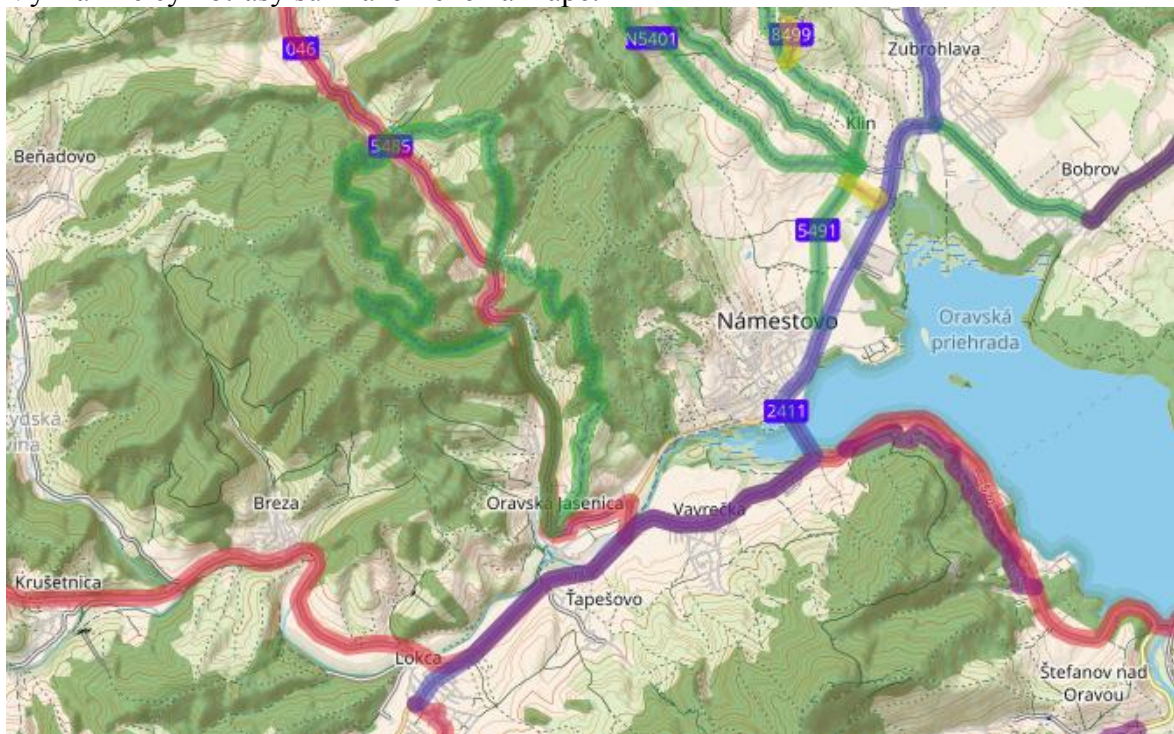 046
N5401
8499
Zubrohlava
Klin
5485
Beňadovo
Bobrov
5491
Námestovo
Oravská
priehrada
2411
Breza
Oravská Jasenica
Vavrečka
Krušetnica
Ťapešovo
Lokca
Štefanov nad
Oravou